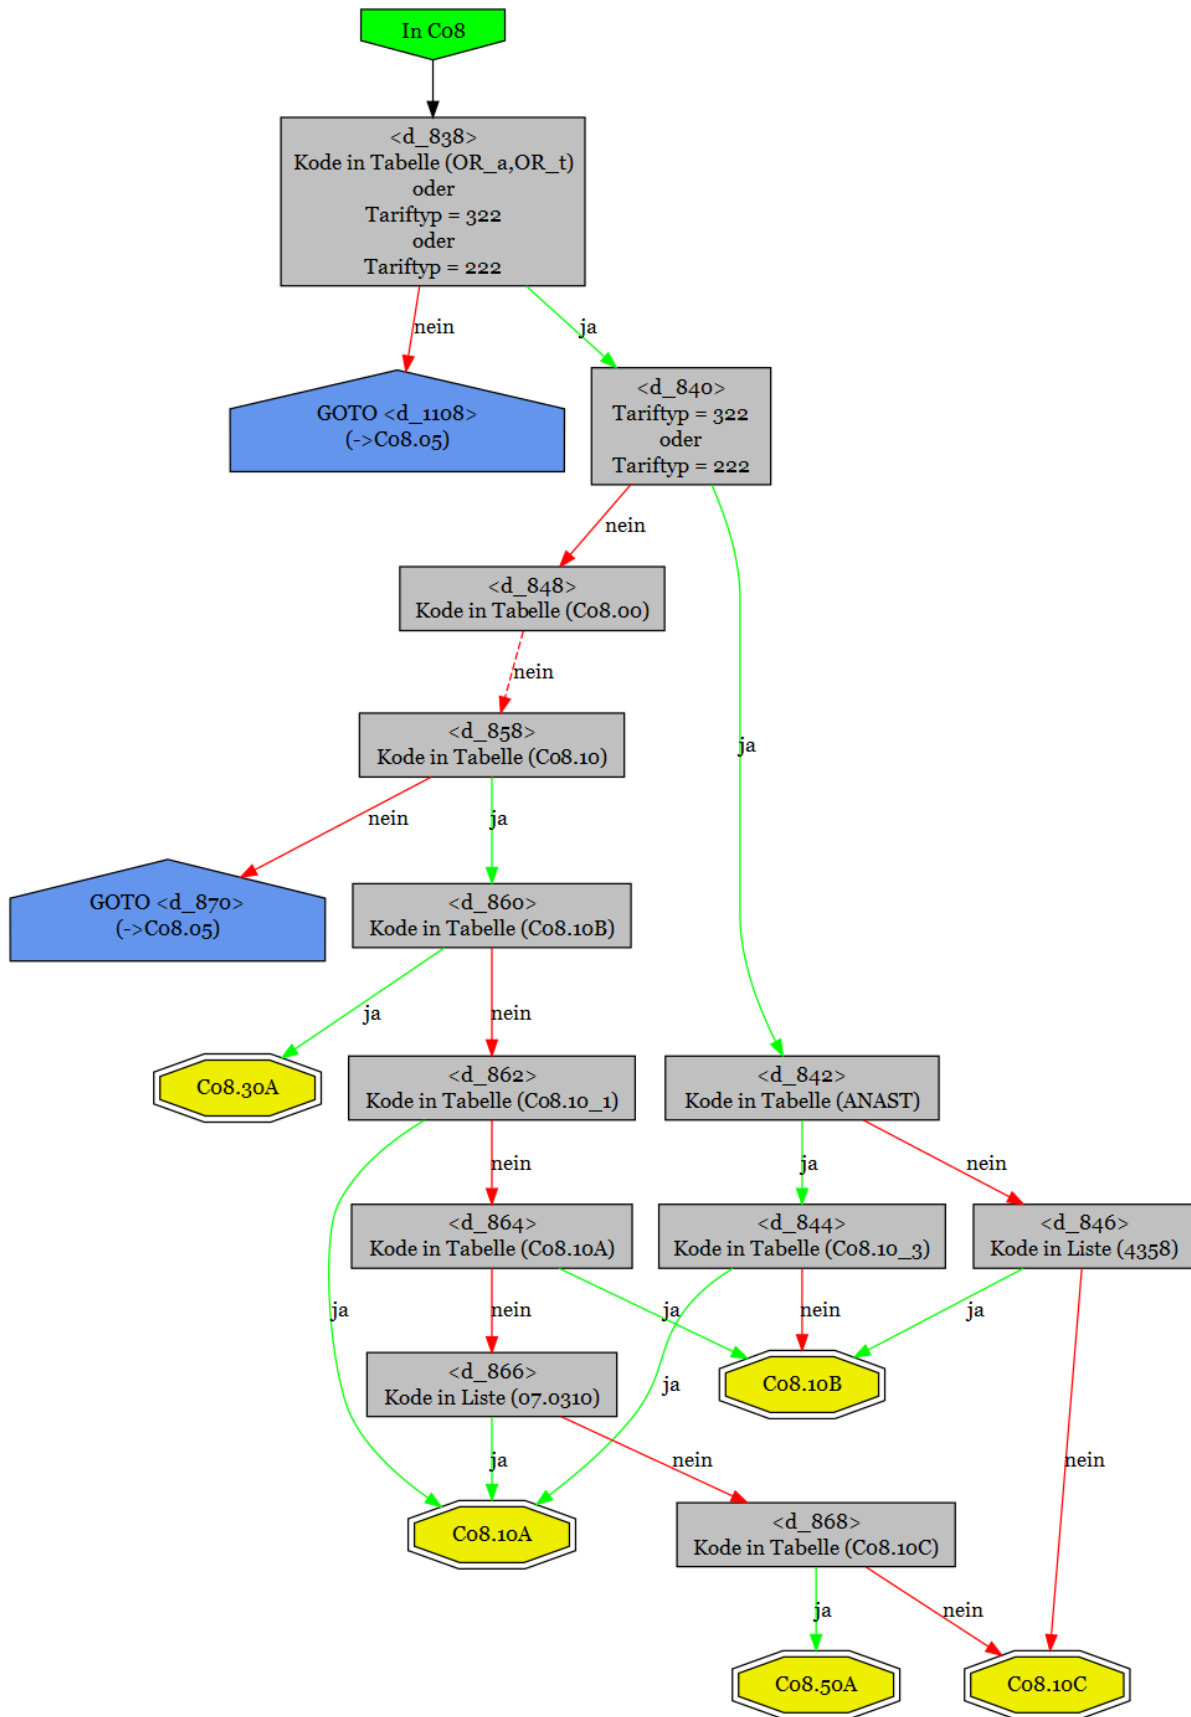 In C08
<d_838>
Kode in Tabelle (OR_a,OR_t)
oder
Tariftyp = 322
oder
Tariftyp = 222
nein
ja
GOTO <d_1108>
(->C08.05)
<d_840>
Tariftyp = 322
oder
Tariftyp = 222
nein
<d_848>
Kode in Tabelle (C08.00)
nein
<d_858>
Kode in Tabelle (C08.10)
ja
nein
ja
GOTO <d_870>
(->C08.05)
<d_860>
Kode in Tabelle (C08.10B)
ja
nein
C08.30A
<d_862>
Kode in Tabelle (C08.10_1)
<d_842>
Kode in Tabelle (ANAST)
nein
ja
nein
<d_864>
Kode in Tabelle (C08.10A)
<d_844>
Kode in Tabelle (C08.10_3)
<d_846>
Kode in Liste (4358)
ja
nein
ja
nein
ja
<d_866>
Kode in Liste (07.0310)
C08.10B
ja
ja
nein
nein
C08.10A
<d_868>
Kode in Tabelle (C08.10C)
ja
nein
C08.50A
C08.10C